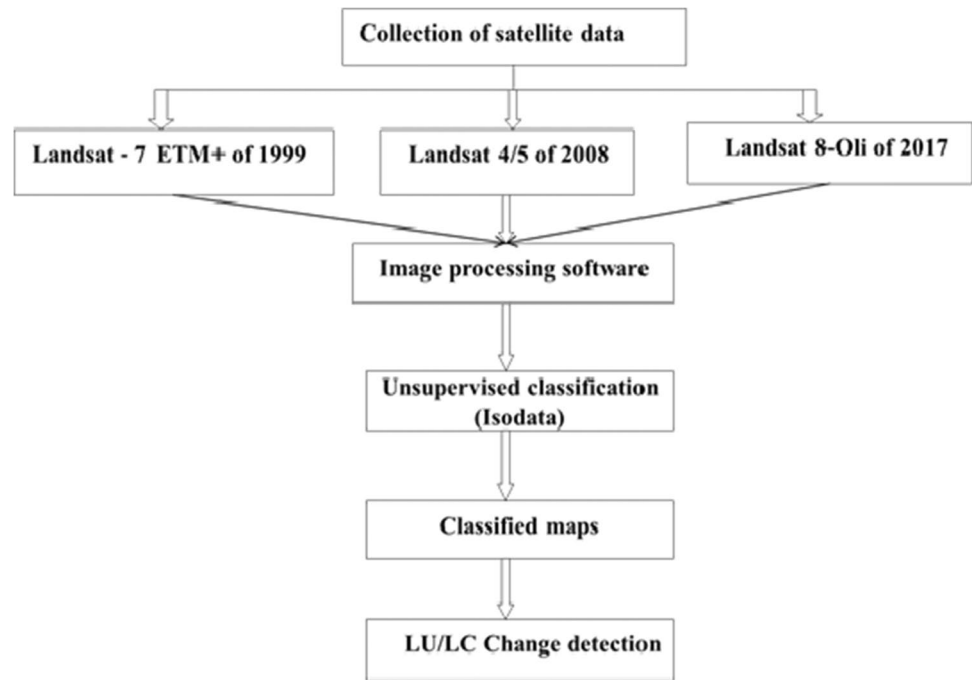 Collection of satellite data
Landsat - 7 ETM+ of 1999
Landsat 4/5 of 2008
Landsat 8-Oli of 2017
Image processing software
Unsupervised classification
(Isodata)
Classified maps
LU/LC Change detection